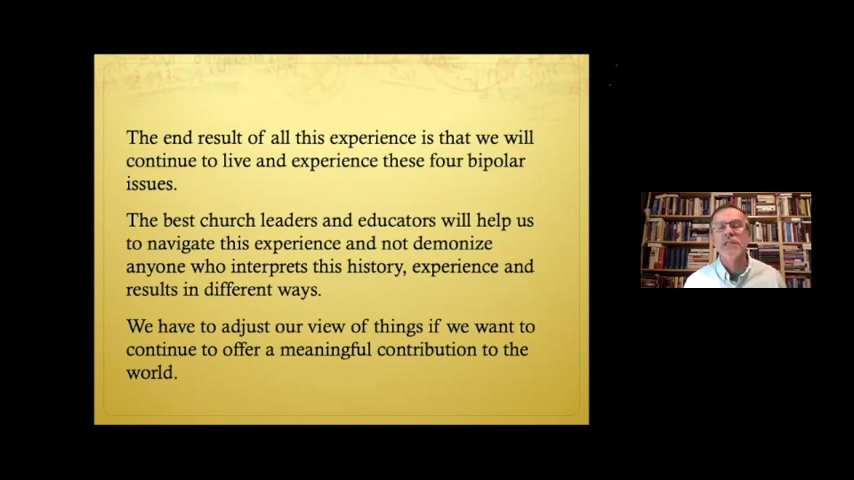 The end result of all this experience is that we will
continue to live and experience these four bipolar
issues.
The best church leaders and educators will help us
to navigate this experience and not demonize
anyone who interprets this history, experience and
results in different ways.
We have to adjust our view of things if we want to
continue to offer a meaningful contribution to the
world.